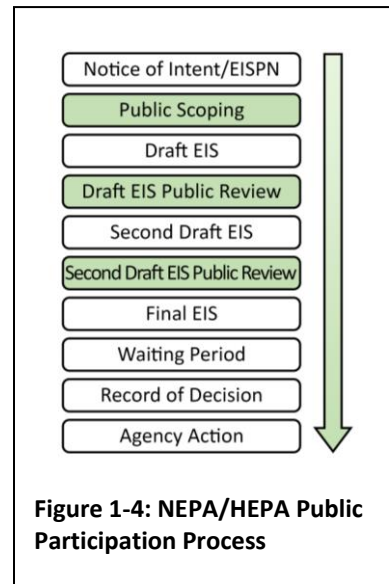 Notice of Intent/EISPN
Public Scoping
Draft EIS
Draft EIS Public Review
Second Draft EIS
Second Draft EIS Public Review
Final EIS
Waiting Period
Record of Decision
Agency Action
Figure 1-4: NEPA/HEPA Public
Participation Process